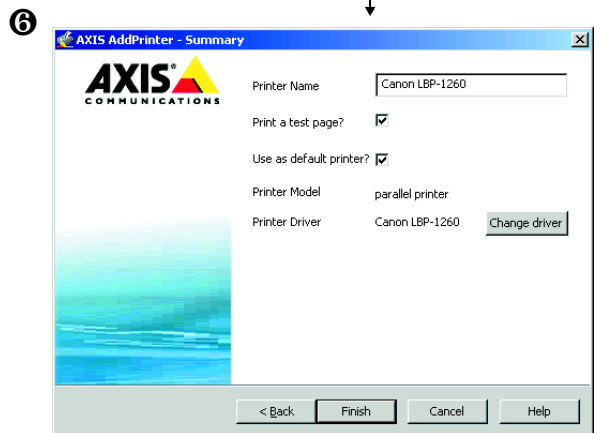 ❻
AXIS AddPrinter - Summary
AXIS
COMMUNICATIONS
Printer Name Canon LBP-1260
Print a test page?
Use as default printer?
Printer Model parallel printer
Printer Driver Canon LBP-1260 Change driver
< Back Finish Cancel Help